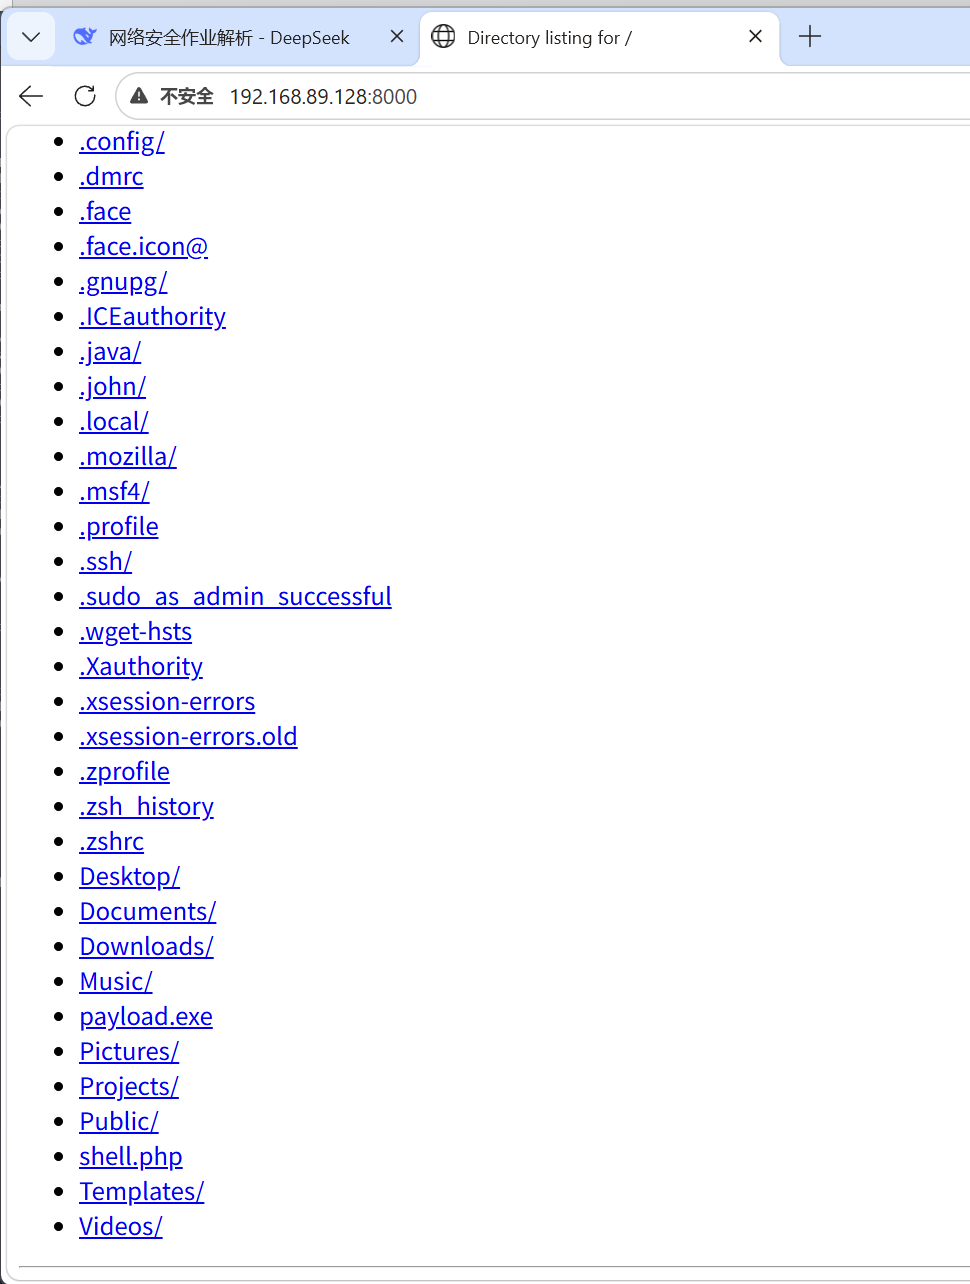 网络安全作业解析 - DeepSeek
Directory listing for /
不安全 192.168.89.128:8000
.config/
.dmrc
.face
.face.icon@
.gnupg/
.ICEauthority
.java/
.john/
.local/
.mozilla/
.msf4/
.profile
.ssh/
.sudo_as_admin_successful
.wget-hsts
.Xauthority
.xsession-errors
.xsession-errors.old
.zprofile
.zsh_history
.zshrc
Desktop/
Documents/
Downloads/
Music/
payload.exe
Pictures/
Projects/
Public/
shell.php
Templates/
Videos/